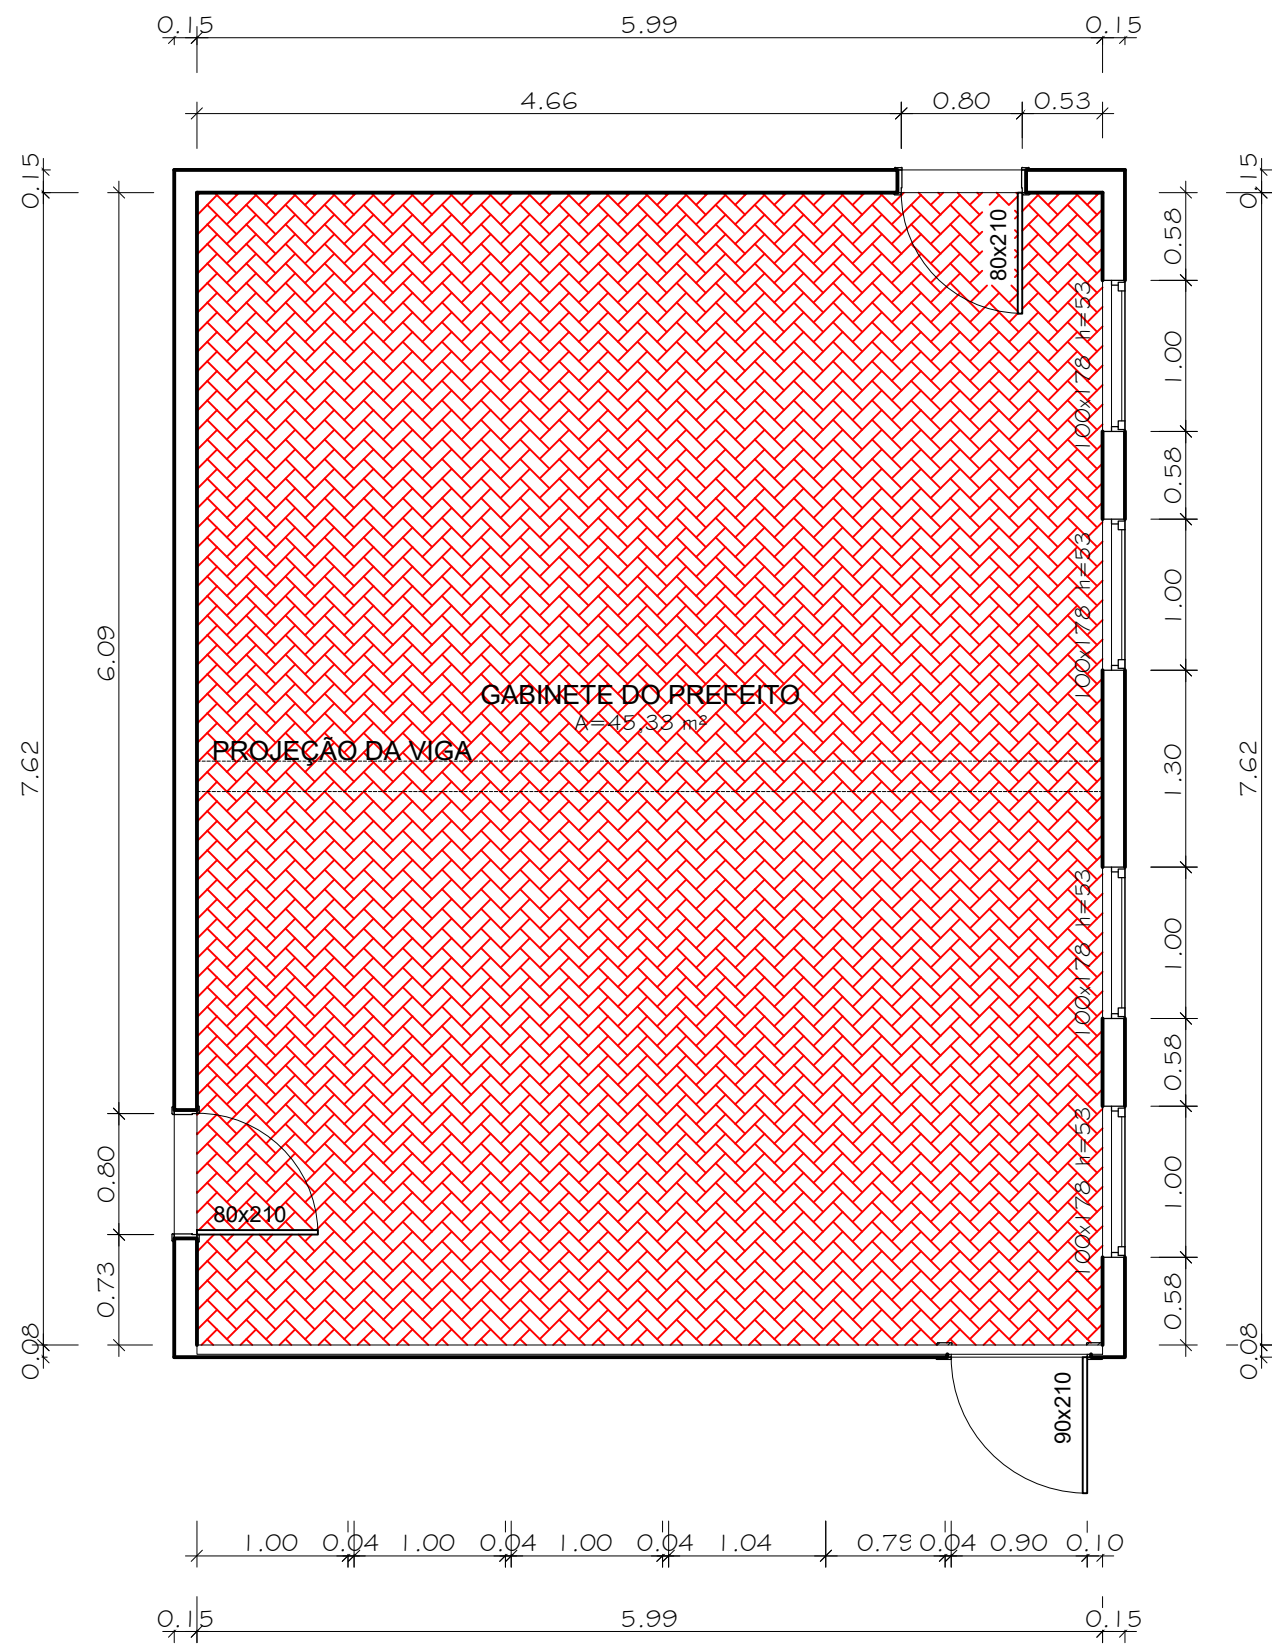 0.15 5.99 0.15
4.66 0.80 0.53
0.15
0.15
80x210
0.58
100x178 h=53
1.00
0.58
100x178 h=53
1.00
6.09
GABINETE DO PREFEITO
A=45,33 m²
PROJEÇÃO DA VIGA
7.62
1.30
7.62
100x178 h=53
1.00
0.58
100x178 h=53
1.00
0.80
80x210
0.73
0.58
0.08
0.08
90x210
1.00 0.04 1.00 0.04 1.00 0.04 1.04 0.79 0.04 0.90 0.10
0.15 5.99 0.15